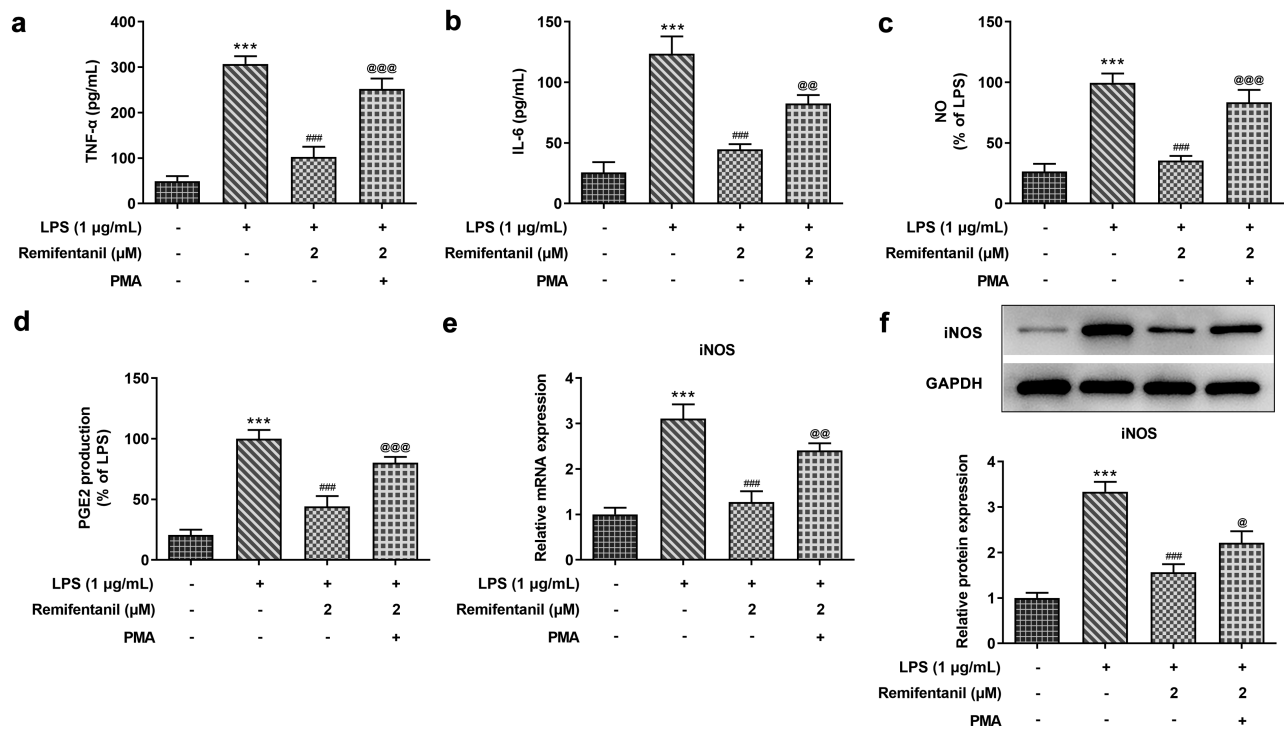 a
TNF-α (pg/mL)
400
300
200
100
0
***
###
@@@
LPS (1 μg/mL) - + + +
Remifentanil (μM) - - 2 2
PMA - - - +
b
IL-6 (pg/mL)
150
100
50
0
***
###
@@
LPS (1 μg/mL) - + + +
Remifentanil (μM) - - 2 2
PMA - - - +
c
NO
(% of LPS)
150
100
50
0
***
###
@@@
LPS (1 μg/mL) - + + +
Remifentanil (μM) - - 2 2
PMA - - - +
d
PGE2 production
(% of LPS)
150
100
50
0
***
###
@@@
LPS (1 μg/mL) - + + +
Remifentanil (μM) - - 2 2
PMA - - - +
e
iNOS
Relative mRNA expression
4
3
2
1
0
***
###
@@
LPS (1 μg/mL) - + + +
Remifentanil (μM) - - 2 2
PMA - - - +
f
iNOS
GAPDH
iNOS
Relative protein expression
4
3
2
1
0
***
###
@
LPS (1 μg/mL) - + + +
Remifentanil (μM) - - 2 2
PMA - - - +